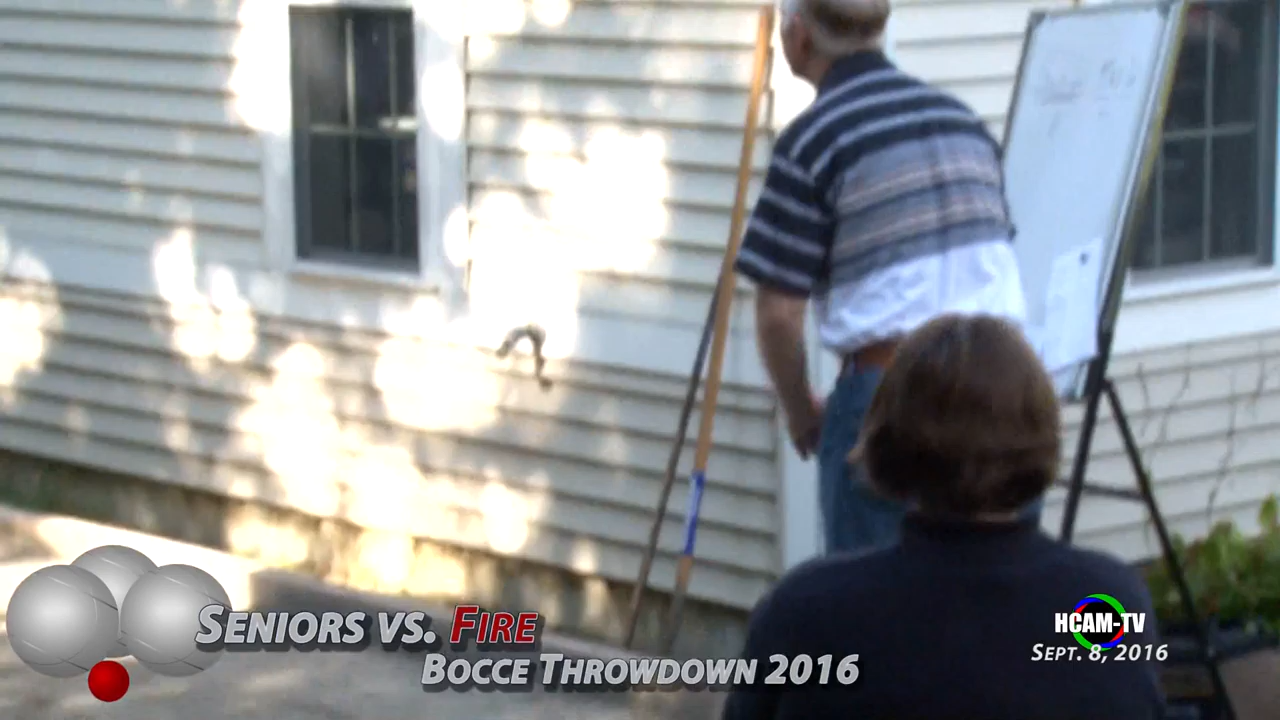 Seniors vs. Fire
Bocce Throwdown 2016
HCAM-TV
Sept. 8, 2016